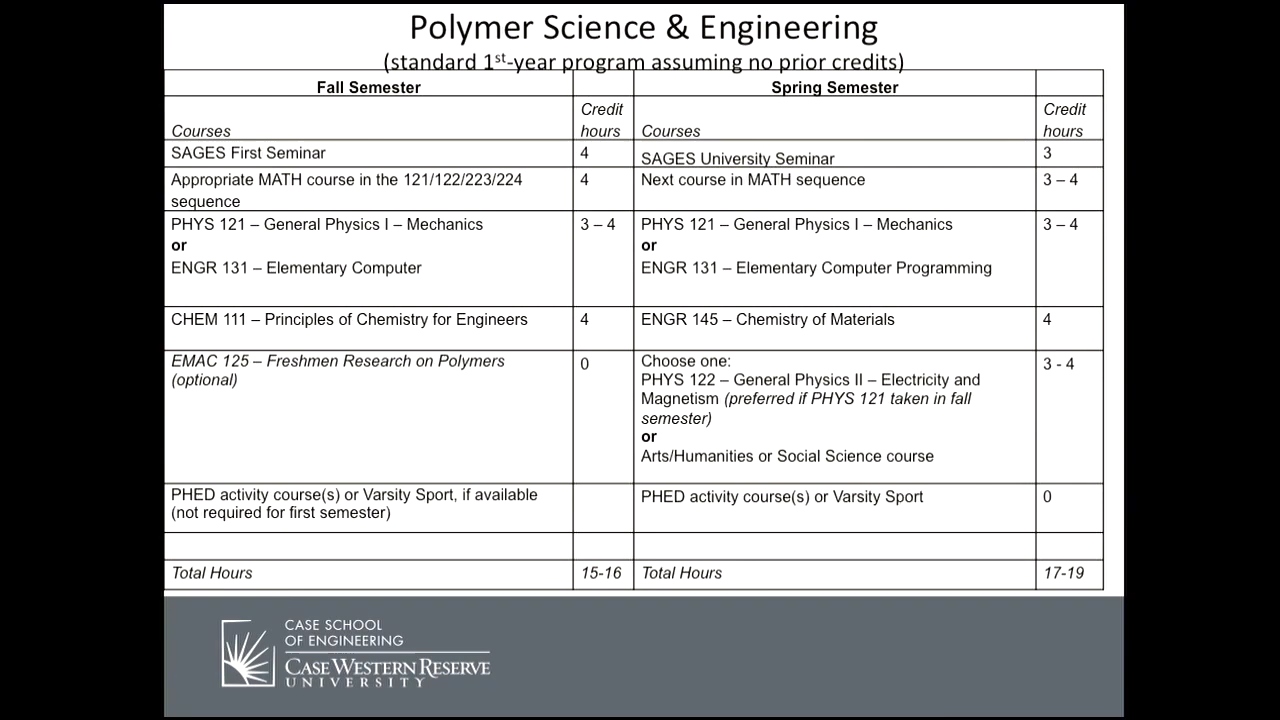 Polymer Science & Engineering
(standard 1st-year program assuming no prior credits)
Fall Semester Spring Semester
Credit Credit
Courses hours Courses hours
SAGES First Seminar 4 SAGES University Seminar 3
Appropriate MATH course in the 121/122/223/224 4 Next course in MATH sequence 3 – 4
sequence
PHYS 121 – General Physics I – Mechanics 3 – 4 PHYS 121 – General Physics I – Mechanics 3 – 4
or or
ENGR 131 – Elementary Computer ENGR 131 – Elementary Computer Programming
CHEM 111 – Principles of Chemistry for Engineers 4 ENGR 145 – Chemistry of Materials 4
EMAC 125 – Freshmen Research on Polymers 0 Choose one: 3 - 4
(optional) PHYS 122 – General Physics II – Electricity and
Magnetism (preferred if PHYS 121 taken in fall
semester)
or
Arts/Humanities or Social Science course
PHED activity course(s) or Varsity Sport, if available PHED activity course(s) or Varsity Sport 0
(not required for first semester)
Total Hours 15-16 Total Hours 17-19
CASE SCHOOL
OF ENGINEERING
CASE WESTERN RESERVE
UNIVERSITY